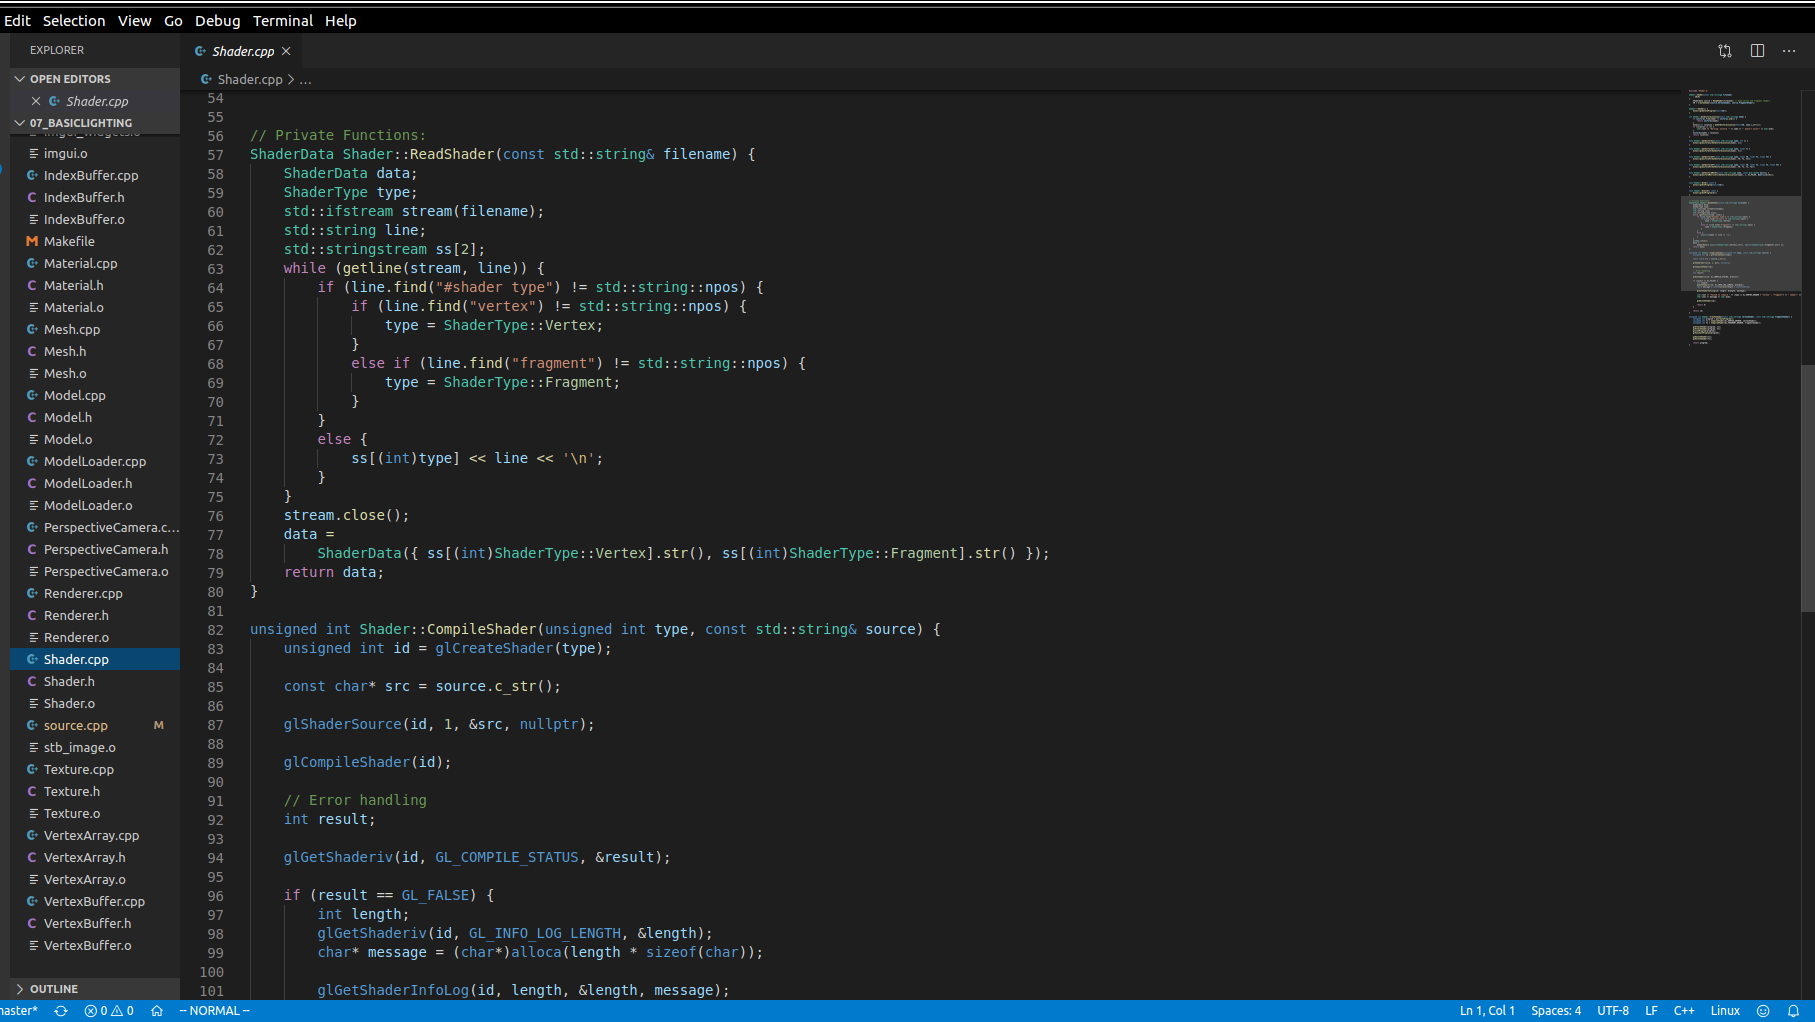 Edit Selection View Go Debug Terminal Help
EXPLORER
OPEN EDITORS
Shader.cpp
07_BASICLIGHTING
imgui_widgets.o
imgui.o
IndexBuffer.cpp
IndexBuffer.h
IndexBuffer.o
Makefile
Material.cpp
Material.h
Material.o
Mesh.cpp
Mesh.h
Mesh.o
Model.cpp
Model.h
Model.o
ModelLoader.cpp
ModelLoader.h
ModelLoader.o
PerspectiveCamera.c...
PerspectiveCamera.h
PerspectiveCamera.o
Renderer.cpp
Renderer.h
Renderer.o
Shader.cpp
Shader.h
Shader.o
source.cpp M
stb_image.o
Texture.cpp
Texture.h
Texture.o
VertexArray.cpp
VertexArray.h
VertexArray.o
VertexBuffer.cpp
VertexBuffer.h
VertexBuffer.o
OUTLINE
Shader.cpp
Shader.cpp > ...
54
55
56 // Private Functions:
57 ShaderData Shader::ReadShader(const std::string& filename) {
58     ShaderData data;
59     ShaderType type;
60     std::ifstream stream(filename);
61     std::string line;
62     std::stringstream ss[2];
63     while (getline(stream, line)) {
64         if (line.find("#shader type") != std::string::npos) {
65             if (line.find("vertex") != std::string::npos) {
66                 type = ShaderType::Vertex;
67             }
68             else if (line.find("fragment") != std::string::npos) {
69                 type = ShaderType::Fragment;
70             }
71         }
72         else {
73             ss[(int)type] << line << '\n';
74         }
75     }
76     stream.close();
77     data =
78         ShaderData({ ss[(int)ShaderType::Vertex].str(), ss[(int)ShaderType::Fragment].str() });
79     return data;
80 }
81
82 unsigned int Shader::CompileShader(unsigned int type, const std::string& source) {
83     unsigned int id = glCreateShader(type);
84
85     const char* src = source.c_str();
86
87     glShaderSource(id, 1, &src, nullptr);
88
89     glCompileShader(id);
90
91     // Error handling
92     int result;
93
94     glGetShaderiv(id, GL_COMPILE_STATUS, &result);
95
96     if (result == GL_FALSE) {
97         int length;
98         glGetShaderiv(id, GL_INFO_LOG_LENGTH, &length);
99         char* message = (char*)alloca(length * sizeof(char));
100
101         glGetShaderInfoLog(id, length, &length, message);
master* 0 0 -- NORMAL -- Ln 1, Col 1 Spaces: 4 UTF-8 LF C++ Linux